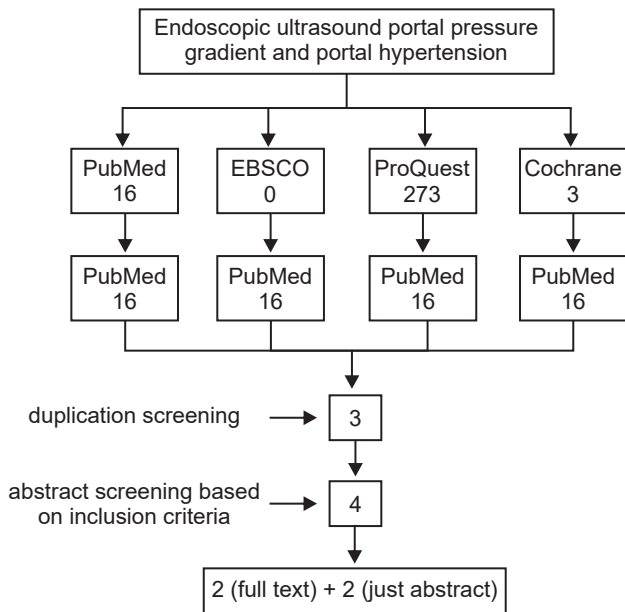 Endoscopic ultrasound portal pressure
gradient and portal hypertension
PubMed
16
EBSCO
0
ProQuest
273
Cochrane
3
PubMed
16
PubMed
16
PubMed
16
PubMed
16
duplication screening
3
abstract screening based
on inclusion criteria
4
2 (full text) + 2 (just abstract)